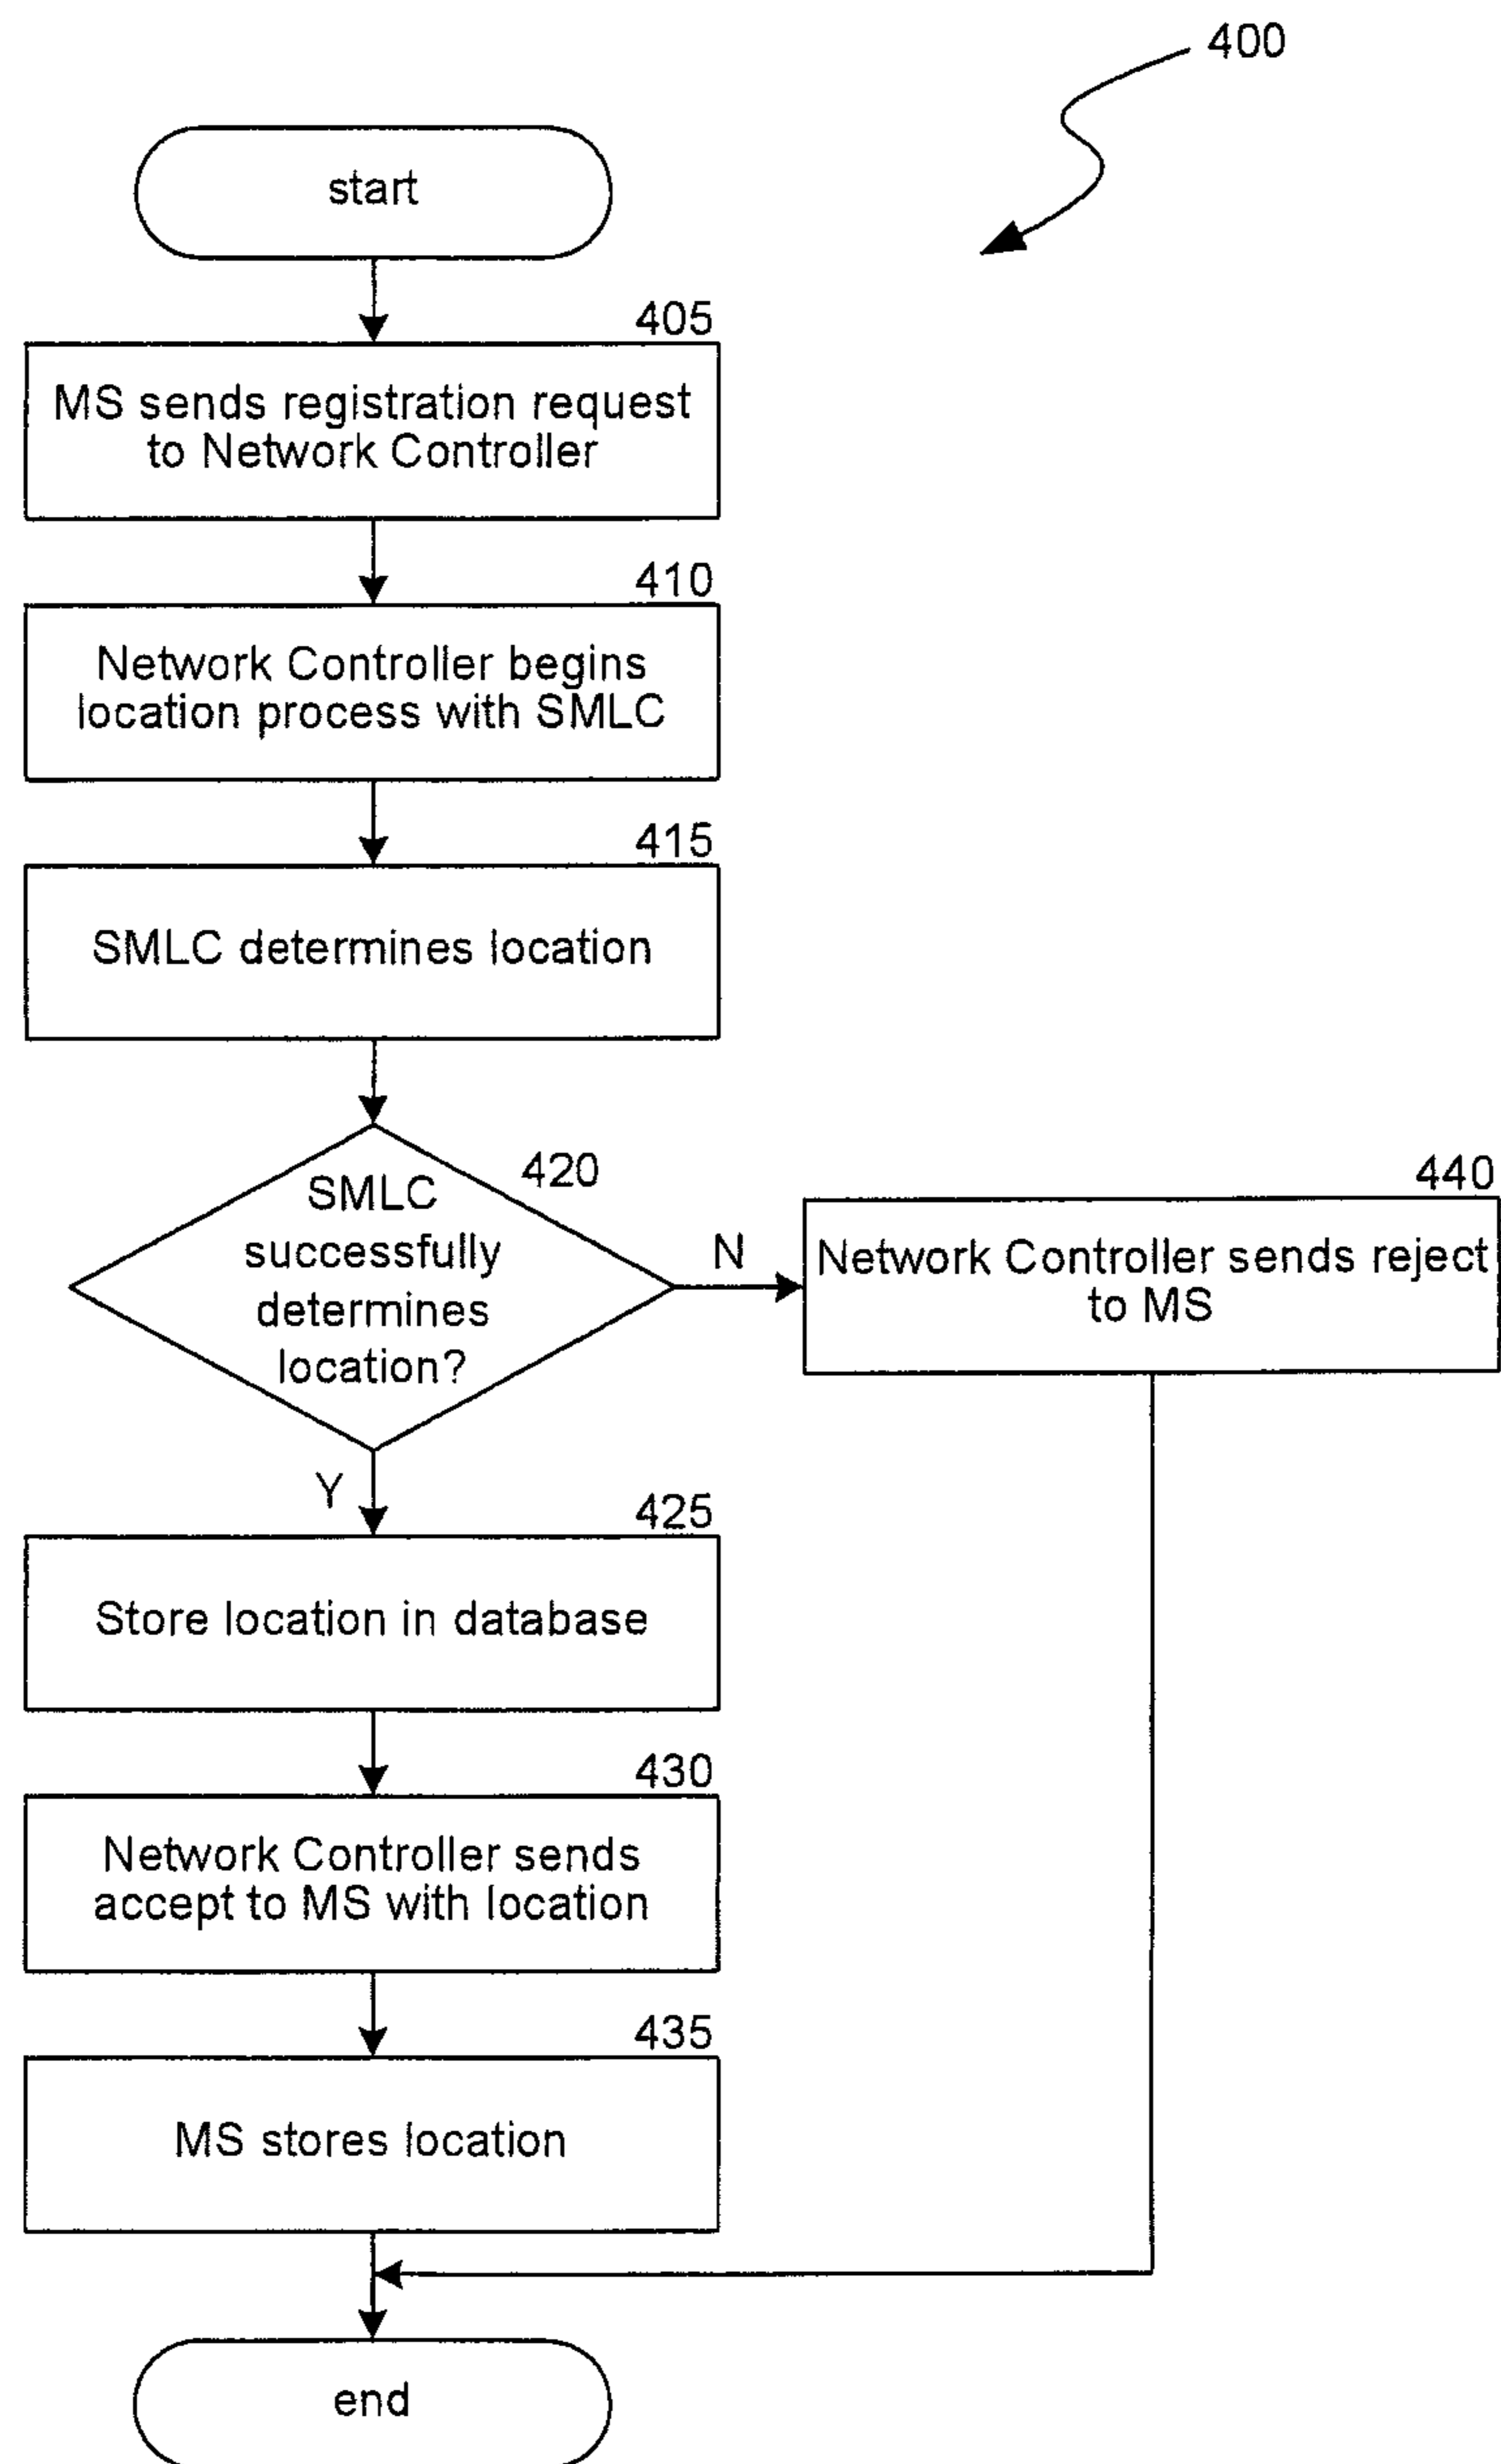 400
start
405
MS sends registration request
to Network Controller
410
Network Controller begins
location process with SMLC
415
SMLC determines location
420
SMLC
successfully
determines
location?
N
440
Network Controller sends reject
to MS
Y
425
Store location in database
430
Network Controller sends
accept to MS with location
435
MS stores location
end